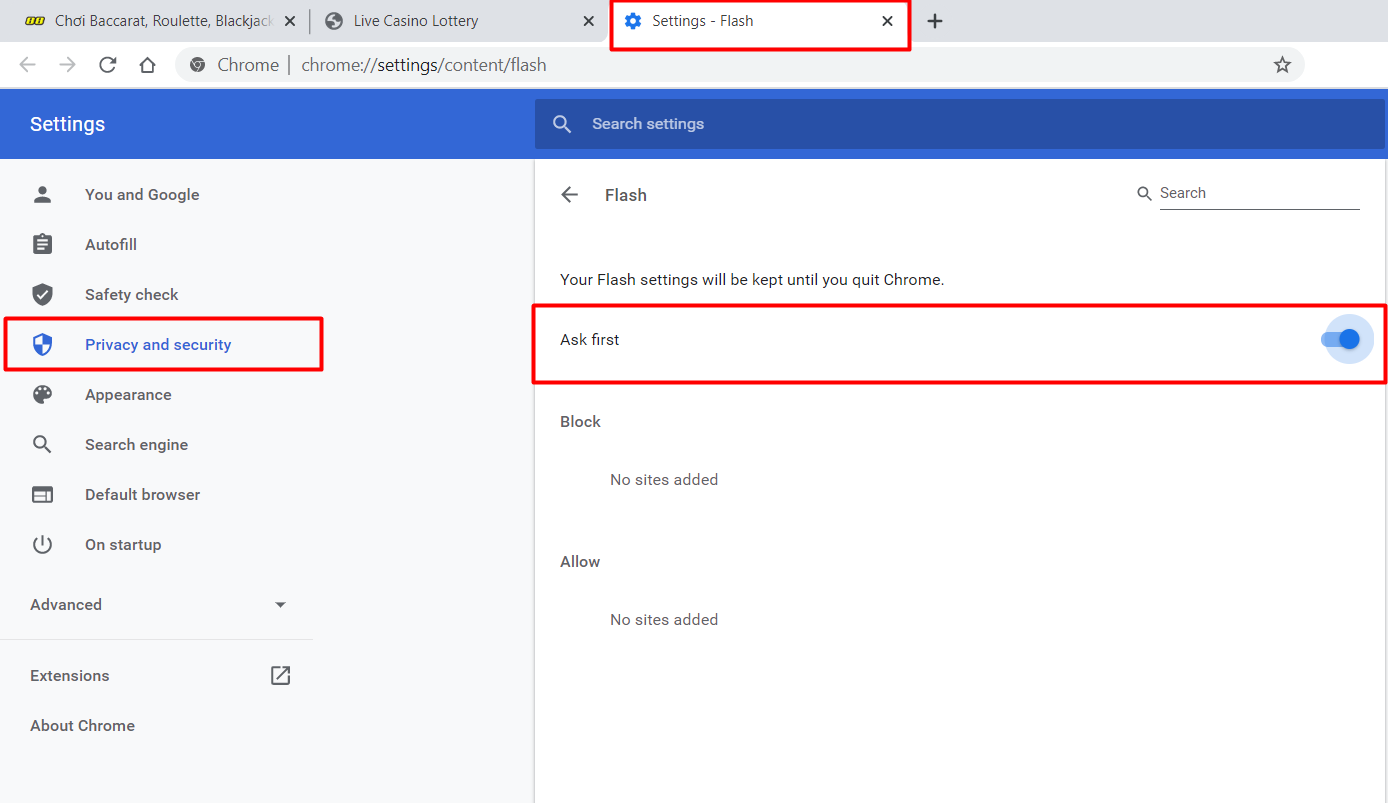 Chơi Baccarat, Roulette, Blackjack
Live Casino Lottery
Settings - Flash
Chrome | chrome://settings/content/flash
Settings
Search settings
You and Google
Autofill
Safety check
Privacy and security
Appearance
Search engine
Default browser
On startup
Advanced
Extensions
About Chrome
Flash
Search
Your Flash settings will be kept until you quit Chrome.
Ask first
Block
No sites added
Allow
No sites added